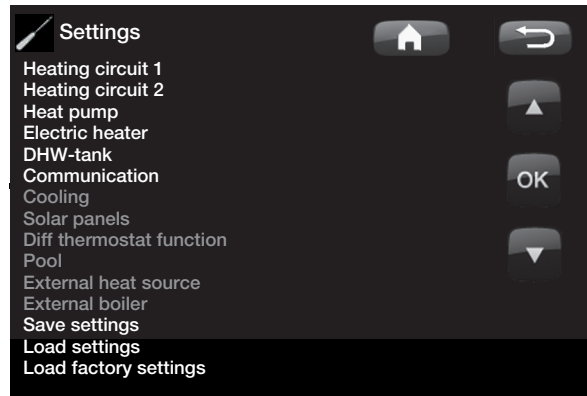 Settings
Heating circuit 1
Heating circuit 2
Heat pump
Electric heater
DHW-tank
Communication
OK
Cooling
Solar panels
Diff thermostat function
Pool
External heat source
External boiler
Save settings
Load settings
Load factory settings